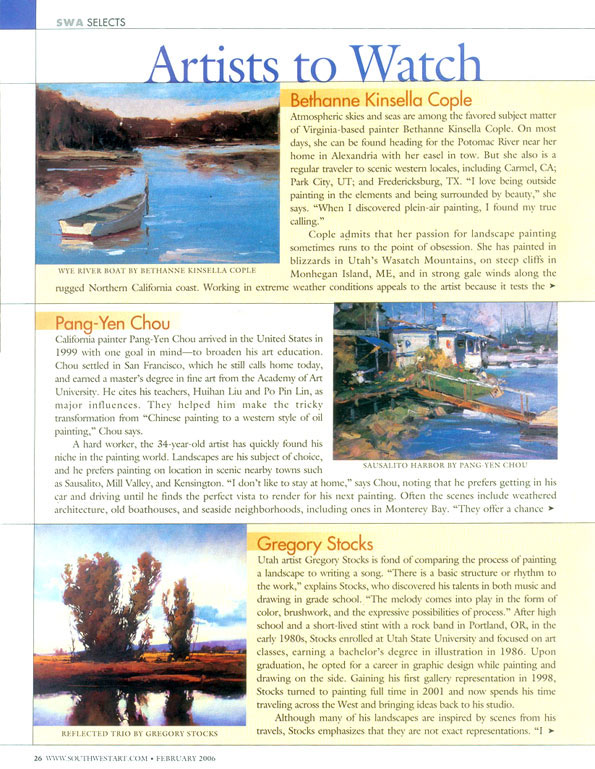 SWA SELECTS
Artists to Watch
Bethanne Kinsella Cople
Atmospheric skies and seas are among the favored subject matter
of Virginia-based painter Bethanne Kinsella Cople. On most
days, she can be found heading for the Potomac River near her
home in Alexandria with her easel in tow. But she also is a
regular traveler to scenic western locales, including Carmel, CA;
Park City, UT; and Fredericksburg, TX. “I love being outside
painting in the elements and being surrounded by beauty,” she
says. “When I discovered plein-air painting, I found my true
calling.”
Cople admits that her passion for landscape painting
sometimes runs to the point of obsession. She has painted in
blizzards in Utah’s Wasatch Mountains, on steep cliffs in
Monhegan Island, ME, and in strong gale winds along the
rugged Northern California coast. Working in extreme weather conditions appeals to the artist because it tests the ➤
WYE RIVER BOAT BY BETHANNE KINSELLA COPLE
Pang-Yen Chou
California painter Pang-Yen Chou arrived in the United States in
1999 with one goal in mind—to broaden his art education.
Chou settled in San Francisco, which he still calls home today,
and earned a master’s degree in fine art from the Academy of Art
University. He cites his teachers, Huihan Liu and Po Pin Lin, as
major influences. They helped him make the tricky
transformation from “Chinese painting to a western style of oil
painting,” Chou says.
A hard worker, the 34-year-old artist has quickly found his
niche in the painting world. Landscapes are his subject of choice,
and he prefers painting on location in scenic nearby towns such
as Sausalito, Mill Valley, and Kensington. “I don’t like to stay at home,” says Chou, noting that he prefers getting in his
car and driving until he finds the perfect vista to render for his next painting. Often the scenes include weathered
architecture, old boathouses, and seaside neighborhoods, including ones in Monterey Bay. “They offer a chance ➤
SAUSALITO HARBOR BY PANG YEN CHOU
Gregory Stocks
Utah artist Gregory Stocks is fond of comparing the process of painting
a landscape to writing a song. “There is a basic structure or rhythm to
the work,” explains Stocks, who discovered his talents in both music and
drawing in grade school. “The melody comes into play in the form of
color, brushwork, and the expressive possibilities of process.” After high
school and a short-lived stint with a rock band in Portland, OR, in the
early 1980s, Stocks enrolled at Utah State University and focused on art
classes, earning a bachelor’s degree in illustration in 1986. Upon
graduation, he opted for a career in graphic design while painting and
drawing on the side. Gaining his first gallery representation in 1998,
Stocks turned to painting full time in 2001 and now spends his time
traveling across the West and bringing ideas back to his studio.
Although many of his landscapes are inspired by scenes from his
travels, Stocks emphasizes that they are not exact representations. “I ➤
REFLECTED TRIO BY GREGORY STOCKS
26 WWW.SOUTHWESTART.COM • FEBRUARY 2006